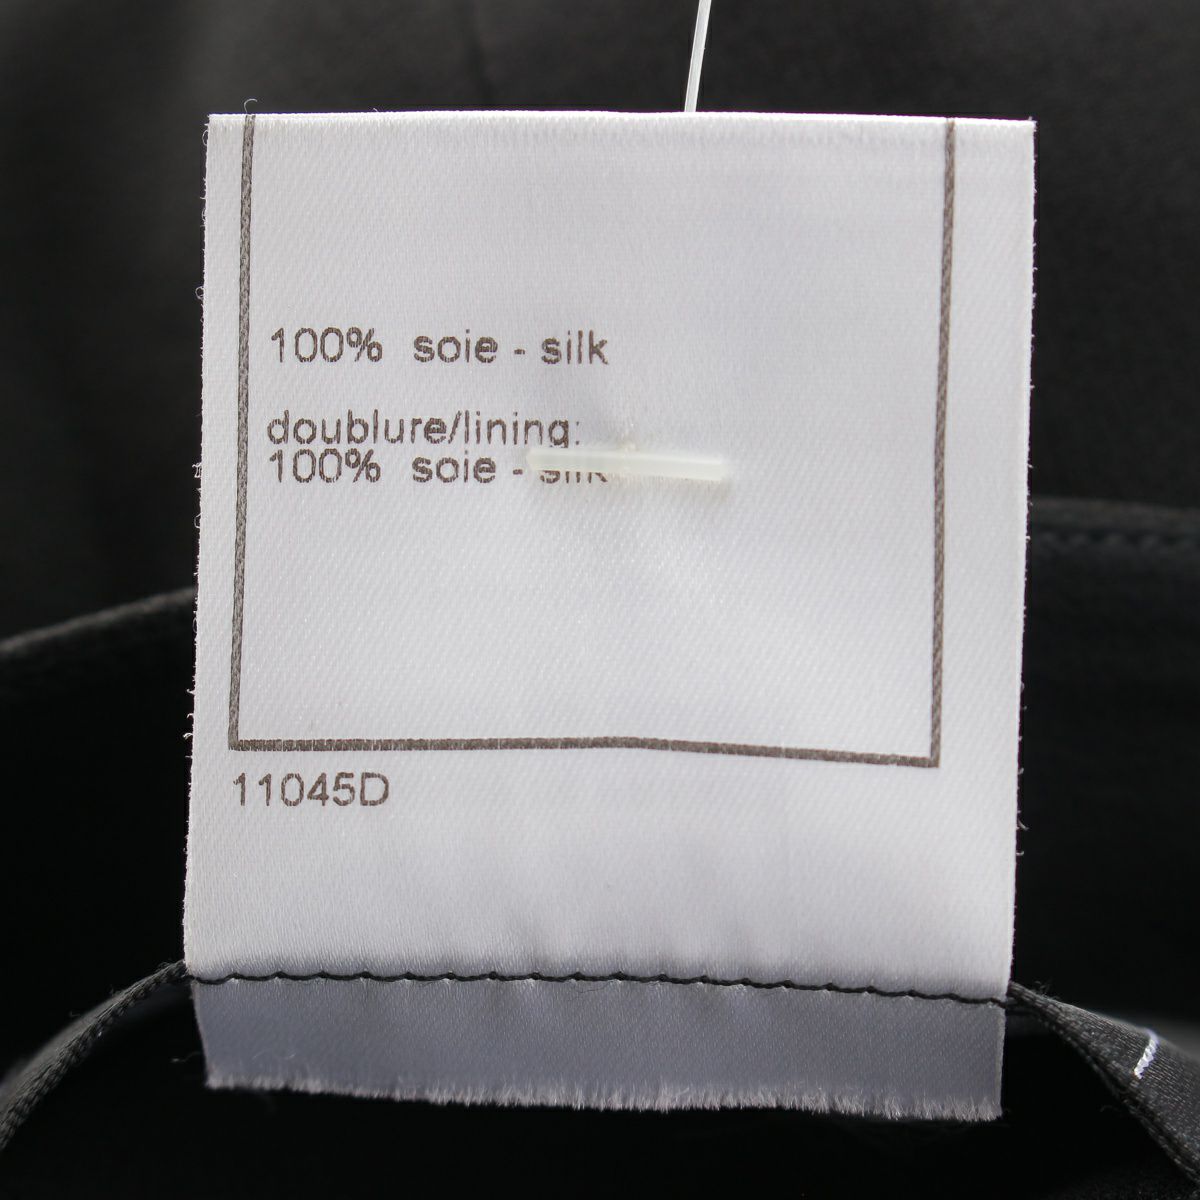 100% soie - silk
doublure/lining:
100% soie - silk
11045D